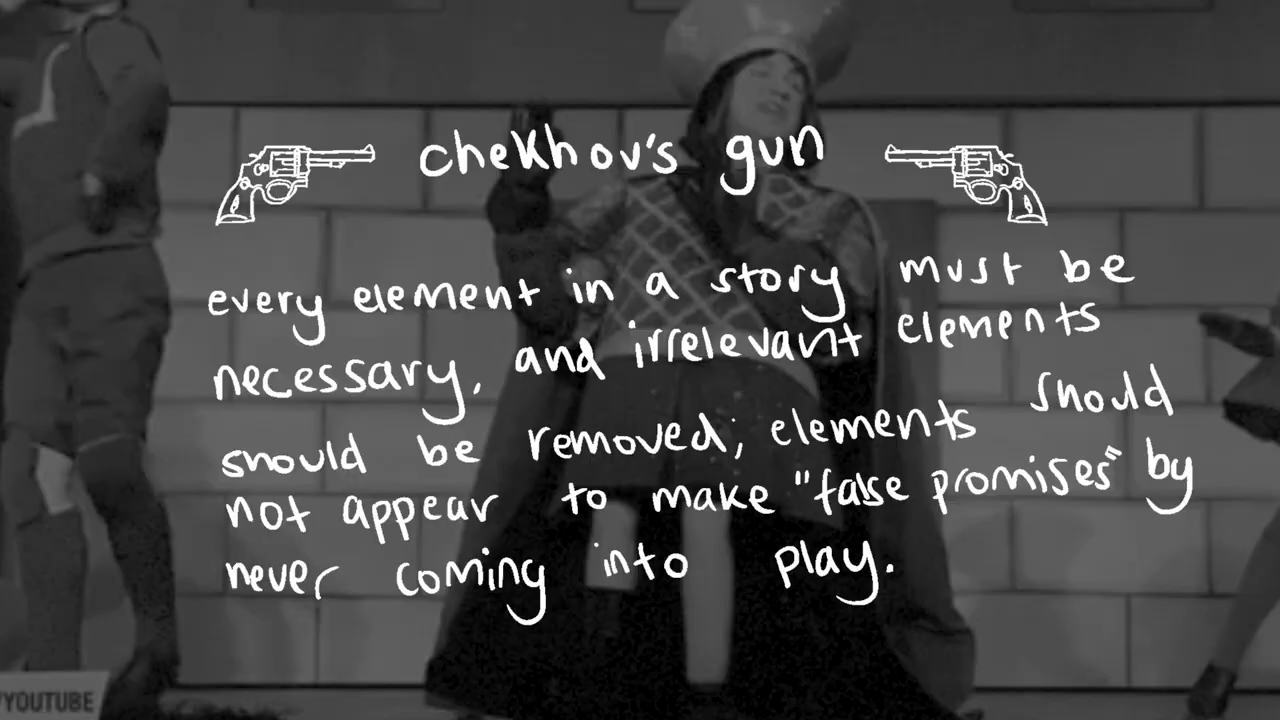 chekhov's gun
every element in a story must be
necessary, and irrelevant elements
should be removed; elements should
not appear to make "false promises" by
never coming into play.
/YOUTUBE